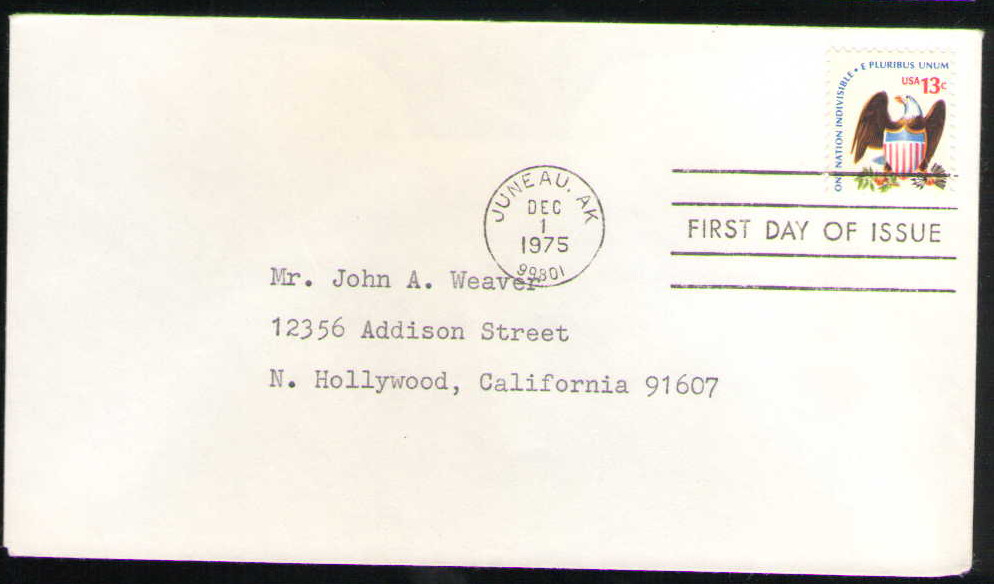 ONE NATION INDIVISIBLE • E PLURIBUS UNUM
USA 13c
JUNEAU, AK
DEC
1
1975
99801
FIRST DAY OF ISSUE
Mr. John A. Weaver
12356 Addison Street
N. Hollywood, California 91607